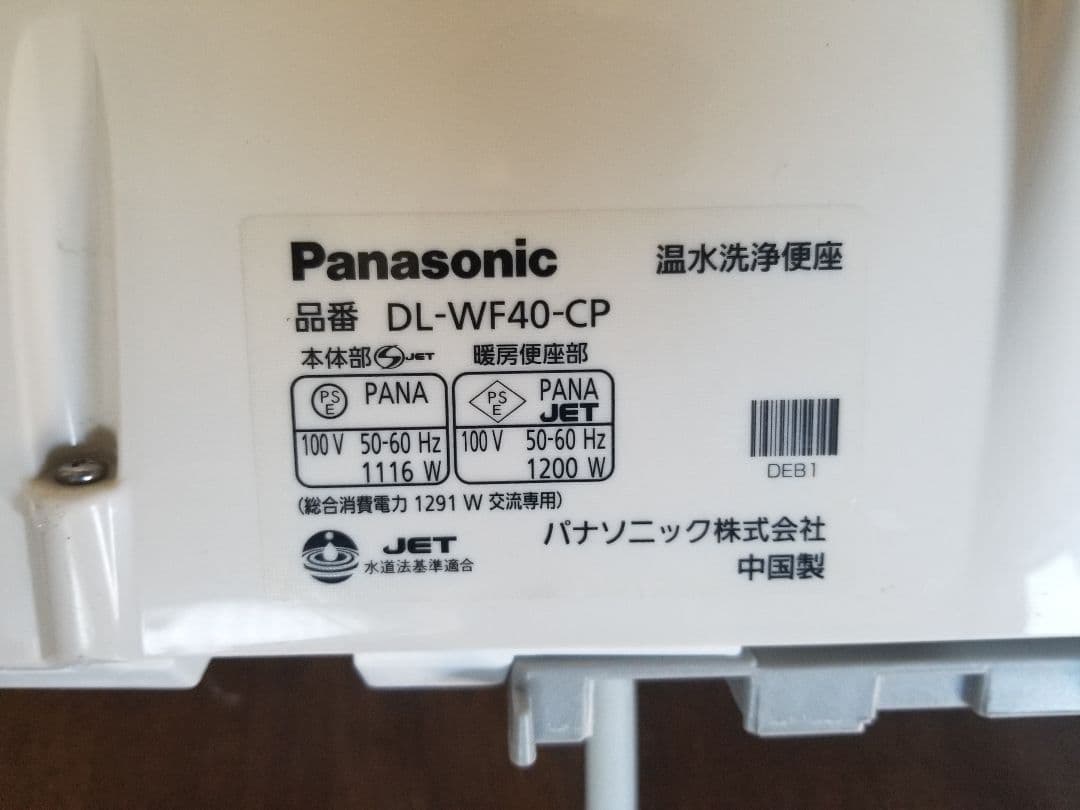 Panasonic 温水洗浄便座
品番 DL-WF40-CP
本体部 S JET 暖房便座部
PS E PANA PS E PANA JET
100V 50-60 Hz 100V 50-60 Hz
1116 W 1200 W
(総合消費電力 1291 W 交流専用)
DEB1
JET パナソニック株式会社
水道法基準適合 中国製